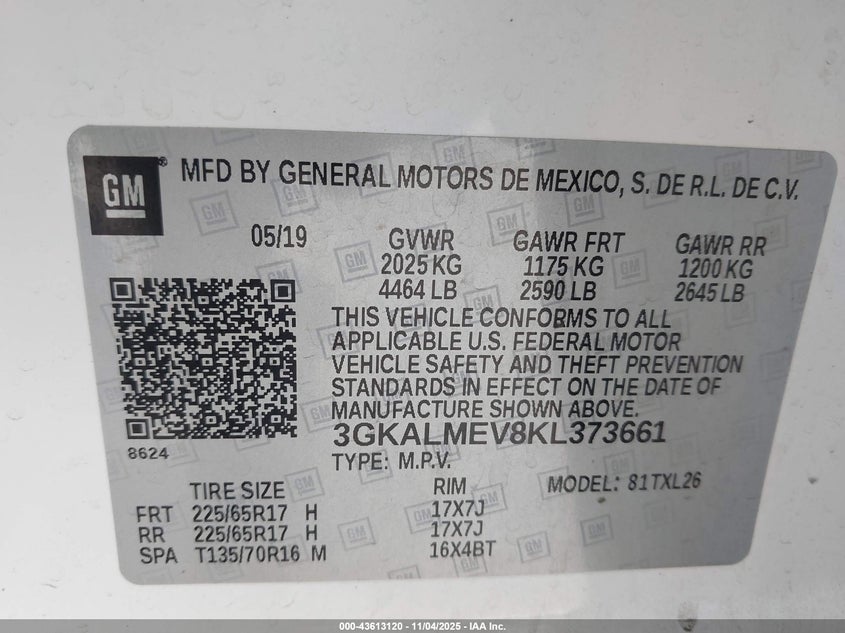 GM ® MFD BY GENERAL MOTORS DE MEXICO, S. DE R.L. DE C.V.
05/19 GVWR GAWR FRT GAWR RR
2025 KG 1175 KG 1200 KG
4464 LB 2590 LB 2645 LB
THIS VEHICLE CONFORMS TO ALL
APPLICABLE U.S. FEDERAL MOTOR
VEHICLE SAFETY AND THEFT PREVENTION
STANDARDS IN EFFECT ON THE DATE OF
MANUFACTURE SHOWN ABOVE.
3GKALMEV8KL373661
8624
TYPE: M.P.V. MODEL: 81TXL26
TIRE SIZE RIM
FRT 225/65R17 H 17X7J
RR 225/65R17 H 17X7J
SPA T135/70R16 M 16X4BT
000-43613120 - 11/04/2025 - IAA Inc.